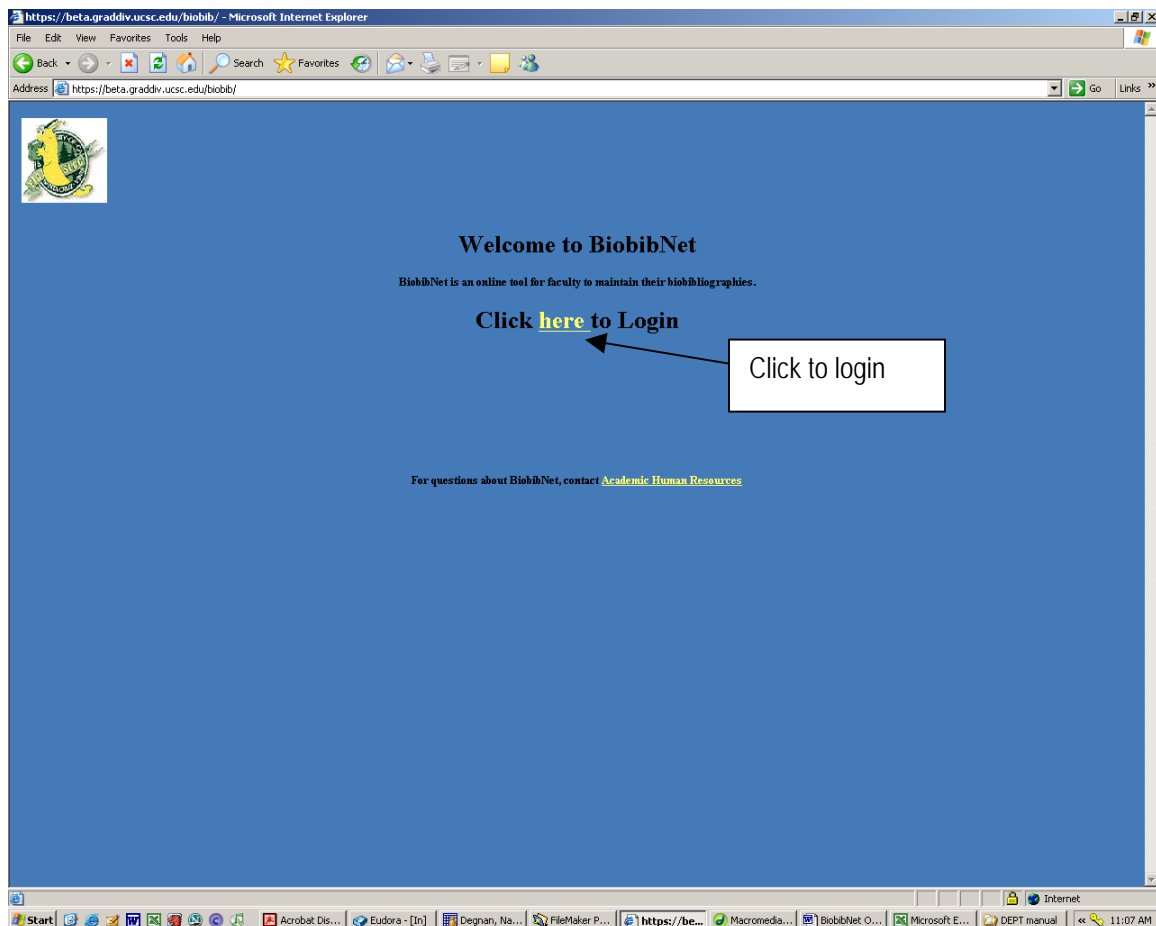 https://beta.graddiv.ucsc.edu/biobib/ - Microsoft Internet Explorer
File Edit View Favorites Tools Help
Back Search Favorites
Address https://beta.graddiv.ucsc.edu/biobib/ Go Links »
Welcome to BiobibNet
BiobibNet is an online tool for faculty to maintain their biobibliographies.
Click here to Login
Click to login
For questions about BiobibNet, contact Academic Human Resources
Internet
Start Acrobat Dis... Eudora - [In] Degnan, Na... FileMaker P... https://be... Macromedia... BiobibNet O... Microsoft E... DEPT manual « 11:07 AM